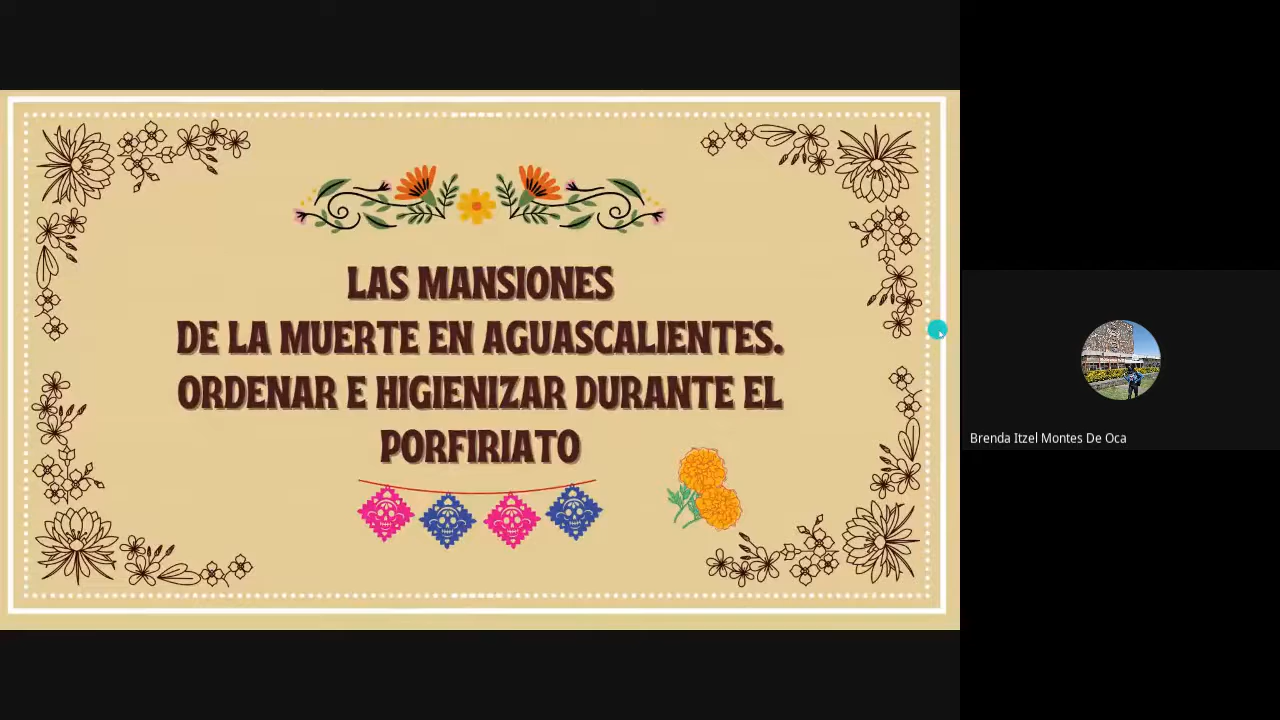 LAS MANSIONES
DE LA MUERTE EN AGUASCALIENTES.
ORDENAR E HIGIENIZAR DURANTE EL
PORFIRIATO
Brenda Itzel Montes De Oca